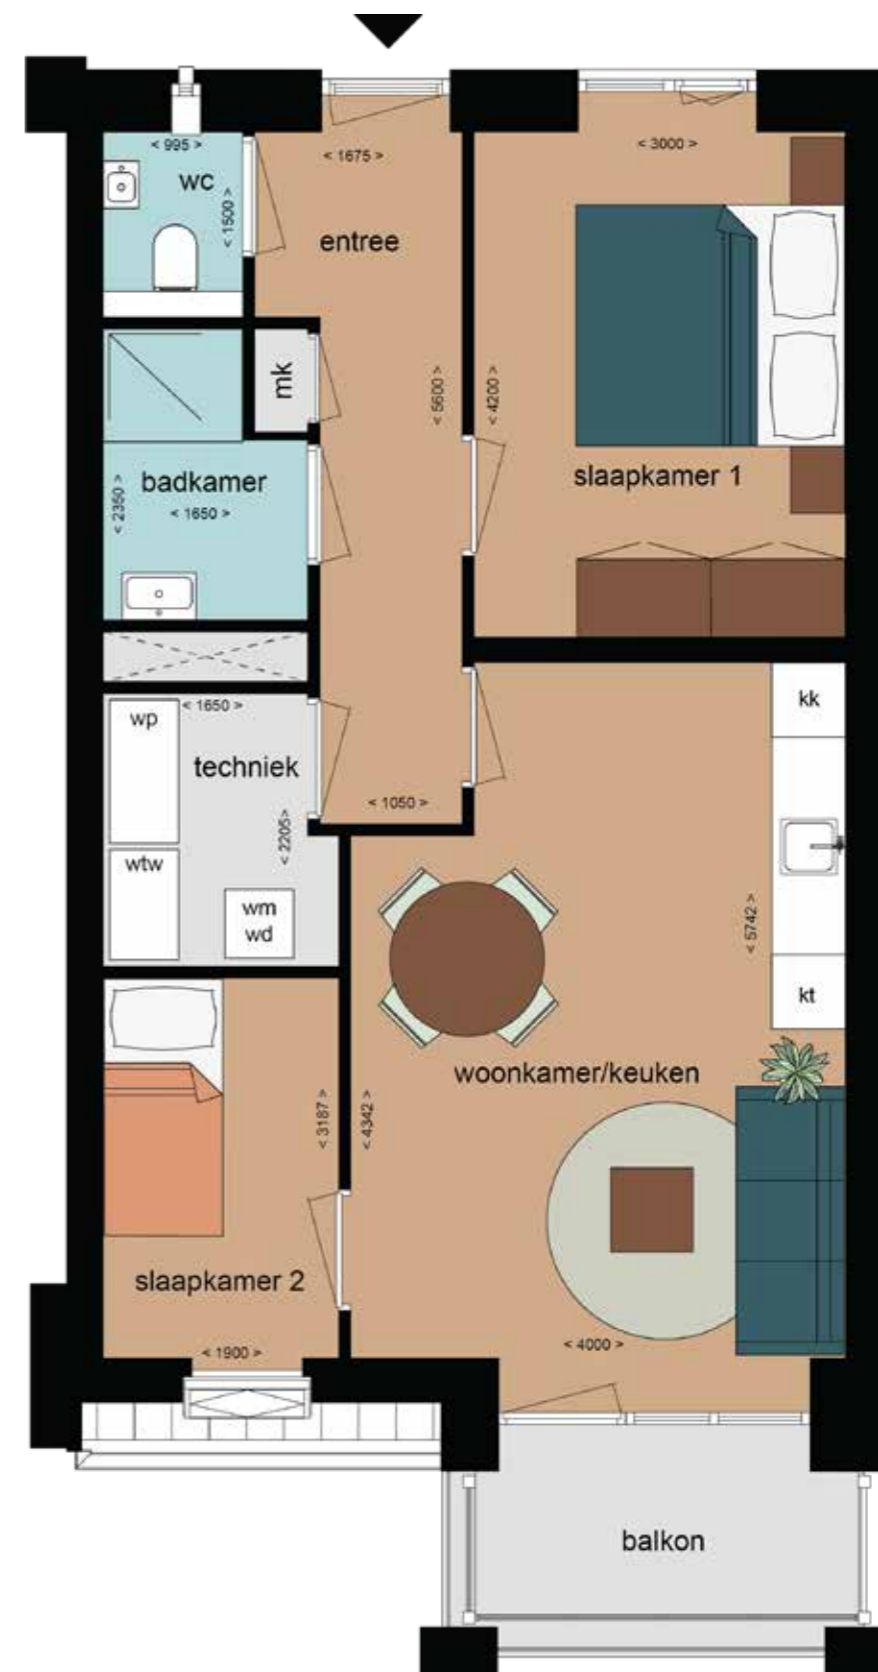 < 995 >
wc
< 1500 >
< 1675 >
entree
< 3000 >
mk
< 5600 >
< 4200 >
badkamer
< 1650 >
< 2350 >
slaapkamer 1
wp
< 1650 >
techniek
< 2205>
wtw
wm
wd
< 1050 >
kk
< 5742 >
kt
woonkamer/keuken
< 3187 >
< 4342 >
slaapkamer 2
< 1900 >
< 4000 >
balkon